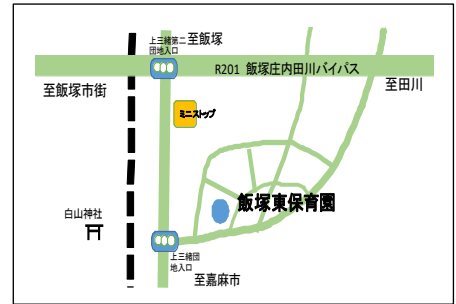 上三緒第二
団地入口
至飯塚
R201 飯塚庄内田川バイパス
至飯塚市街
至田川
ミニストップ
飯塚東保育園
白山神社
上三緒団
地入口
至嘉麻市